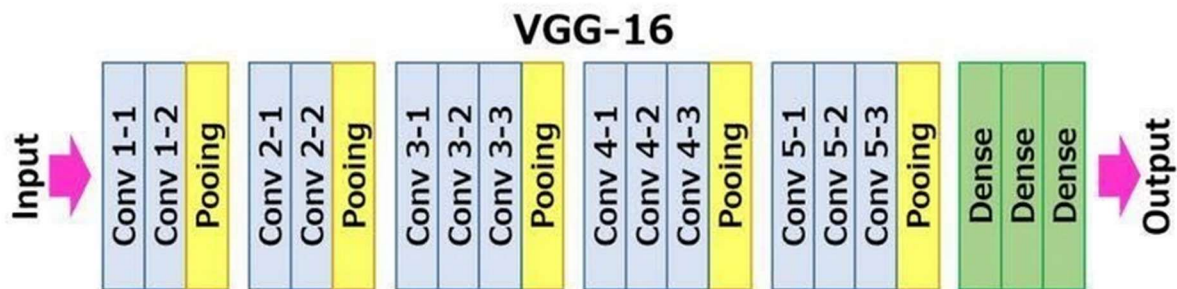 VGG-16
Input
Conv 1-1
Conv 1-2
Pooing
Conv 2-1
Conv 2-2
Pooing
Conv 3-1
Conv 3-2
Conv 3-3
Pooing
Conv 4-1
Conv 4-2
Conv 4-3
Pooing
Conv 5-1
Conv 5-2
Conv 5-3
Pooing
Dense
Dense
Dense
Output